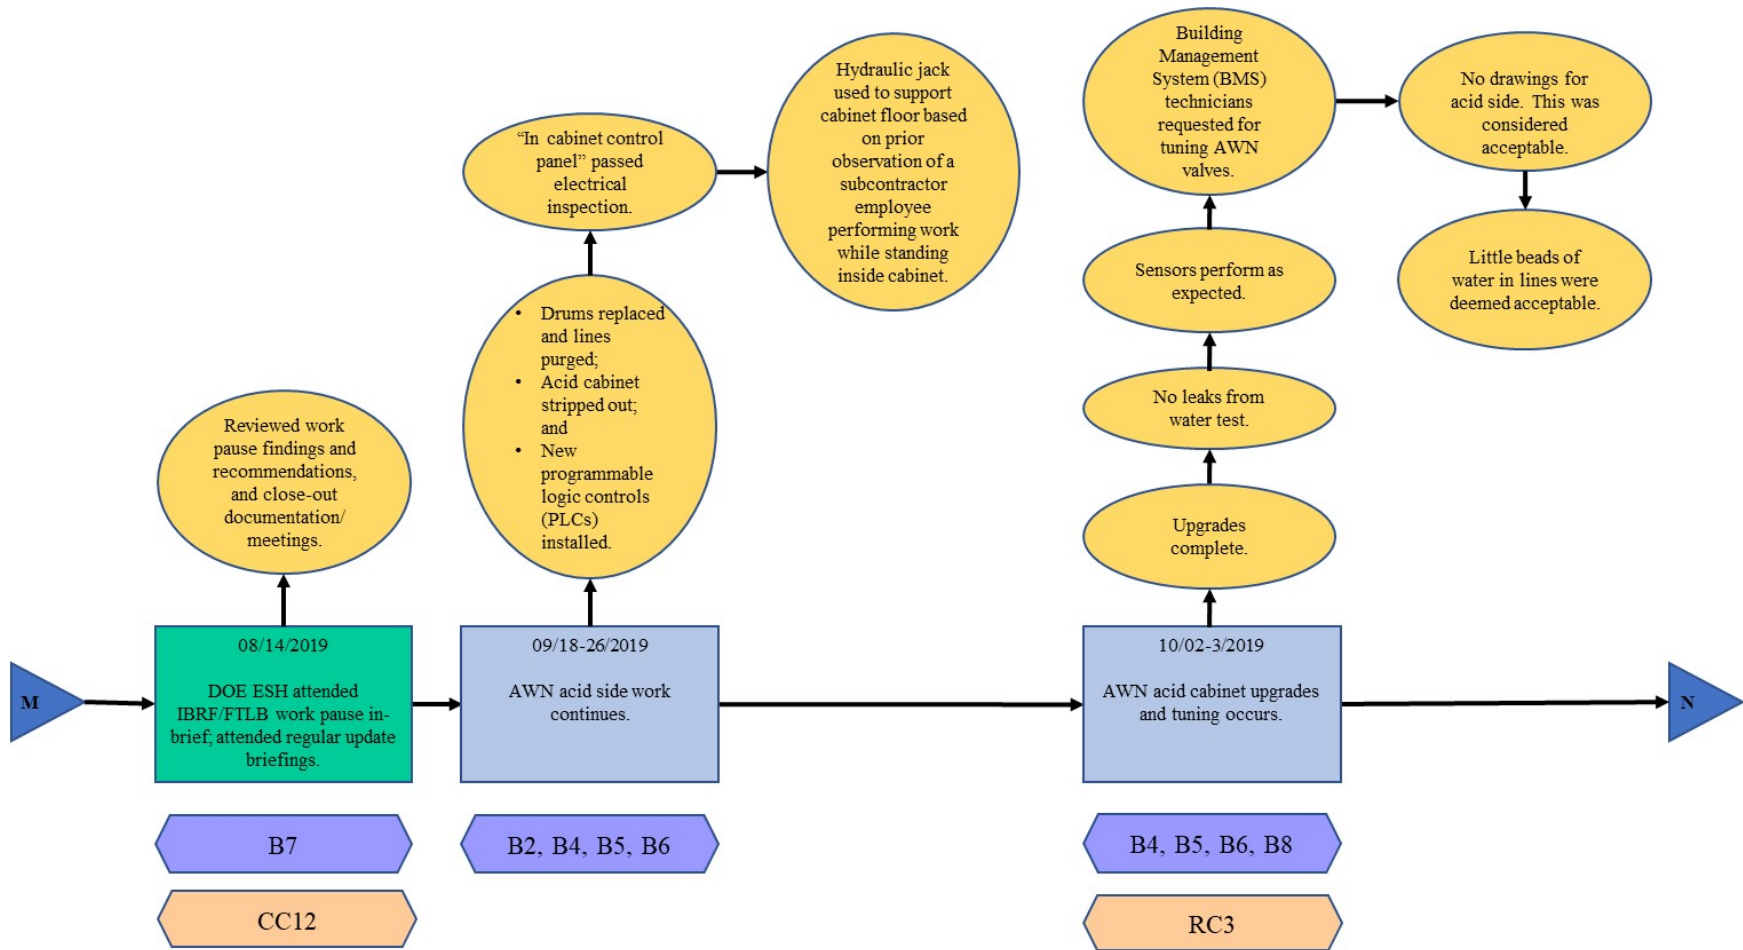 Building
Management
System (BMS)
technicians
requested for
tuning AWN
valves.
No drawings for
acid side. This was
considered
acceptable.
Hydraulic jack
used to support
cabinet floor based
on prior
observation of a
subcontractor
employee
performing work
while standing
inside cabinet.
“In cabinet control
panel” passed
electrical
inspection.
Sensors perform as
expected.
Little beads of
water in lines were
deemed acceptable.
• Drums replaced
and lines
purged;
• Acid cabinet
stripped out;
and
• New
programmable
logic controls
(PLCs)
installed.
No leaks from
water test.
Reviewed work
pause findings and
recommendations,
and close-out
documentation/
meetings.
Upgrades
complete.
M
08/14/2019
DOE ESH attended
IBRF/FTLB work pause in-
brief; attended regular update
briefings.
09/18-26/2019
AWN acid side work
continues.
10/02-3/2019
AWN acid cabinet upgrades
and tuning occurs.
N
B7
B2, B4, B5, B6
B4, B5, B6, B8
CC12
RC3